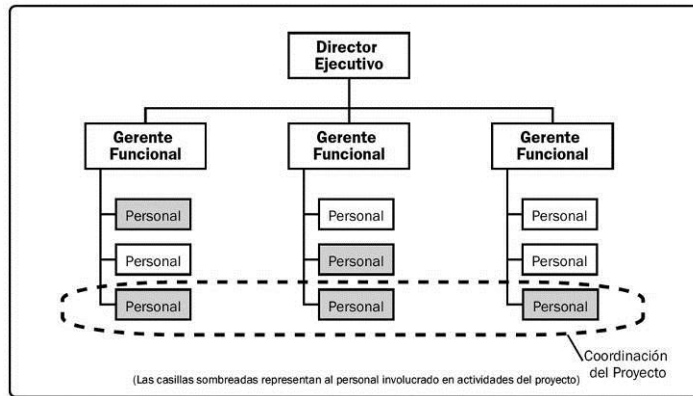 Director
Ejecutivo
Gerente
Funcional
Gerente
Funcional
Gerente
Funcional
Personal
Personal
Personal
Personal
Personal
Personal
Personal
Personal
Personal
Coordinación
del Proyecto
(Las casillas sombreadas representan al personal involucrado en actividades del proyecto)